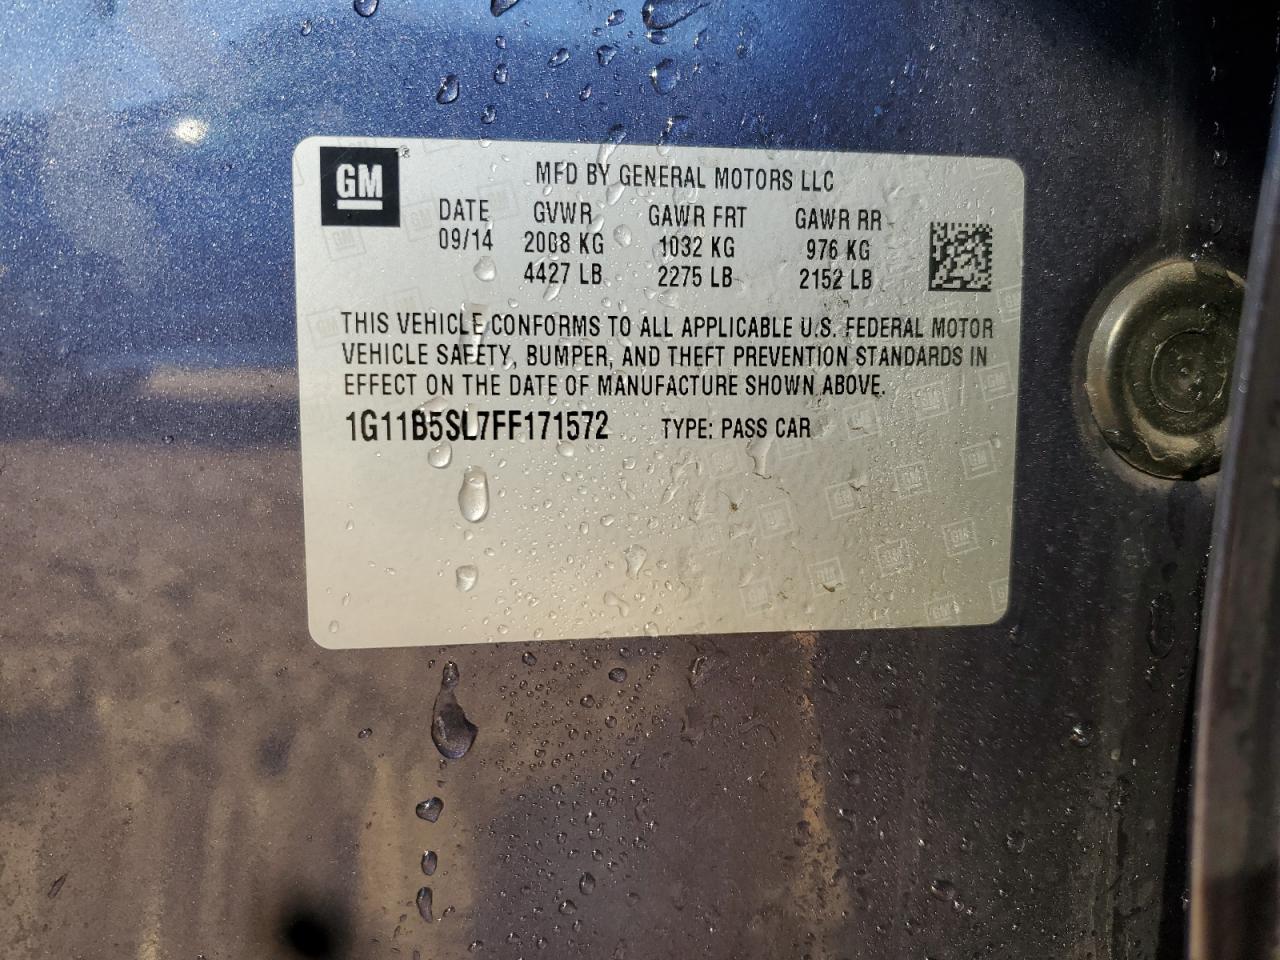 GM
MFD BY GENERAL MOTORS LLC
DATE GVWR GAWR FRT GAWR RR
09/14 2008 KG 1032 KG 976 KG
4427 LB 2275 LB 2152 LB
THIS VEHICLE CONFORMS TO ALL APPLICABLE U.S. FEDERAL MOTOR
VEHICLE SAFETY, BUMPER, AND THEFT PREVENTION STANDARDS IN
EFFECT ON THE DATE OF MANUFACTURE SHOWN ABOVE.
1G11B5SL7FF171572 TYPE: PASS CAR